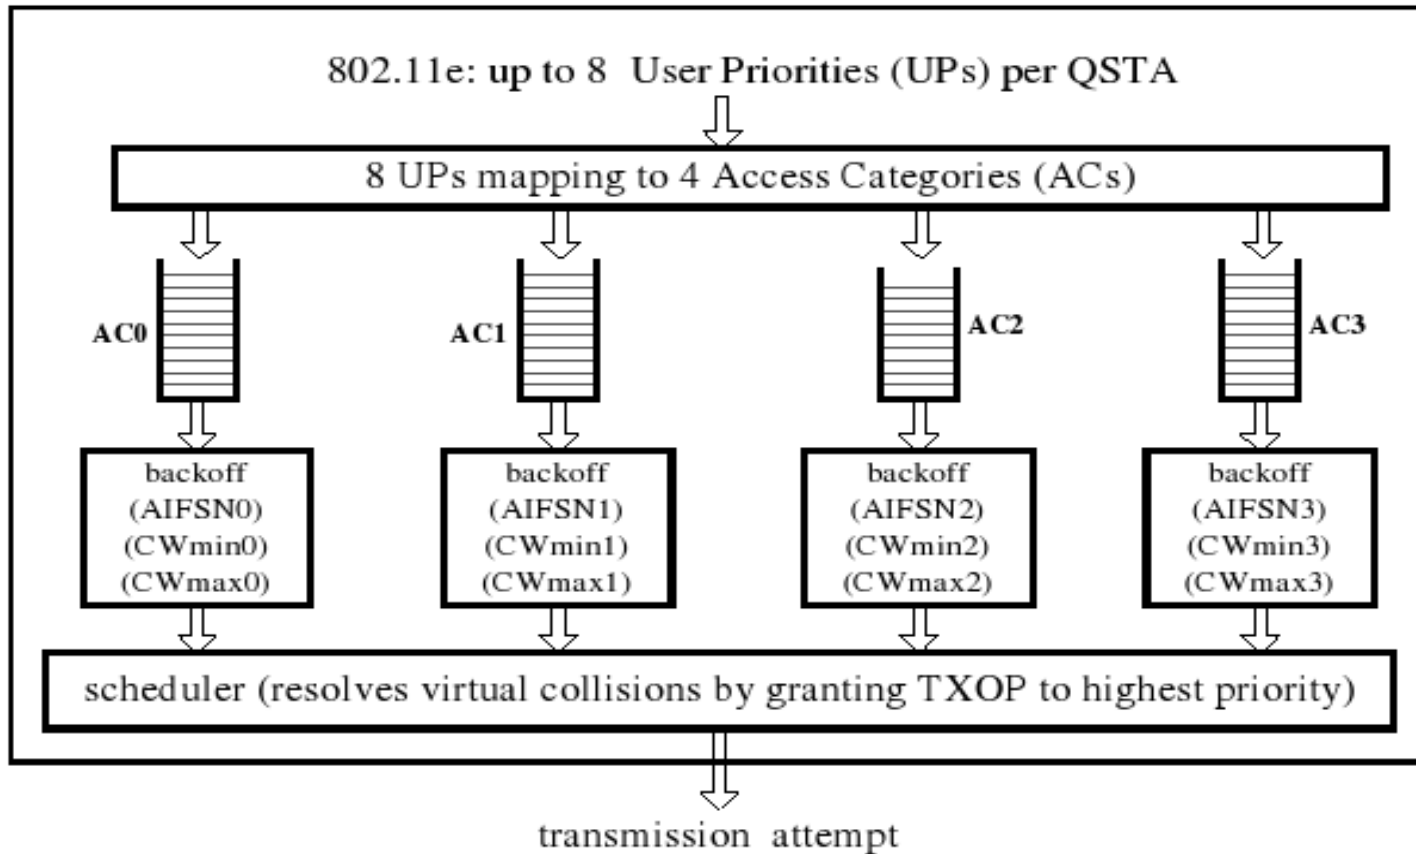 802.11e: up to 8 User Priorities (UPs) per QSTA
8 UPs mapping to 4 Access Categories (ACs)
AC0
AC1
AC2
AC3
backoff
(AIFSN0)
(CWmin0)
(CWmax0)
backoff
(AIFSN1)
(CWmin1)
(CWmax1)
backoff
(AIFSN2)
(CWmin2)
(CWmax2)
backoff
(AIFSN3)
(CWmin3)
(CWmax3)
scheduler (resolves virtual collisions by granting TXOP to highest priority)
transmission attempt